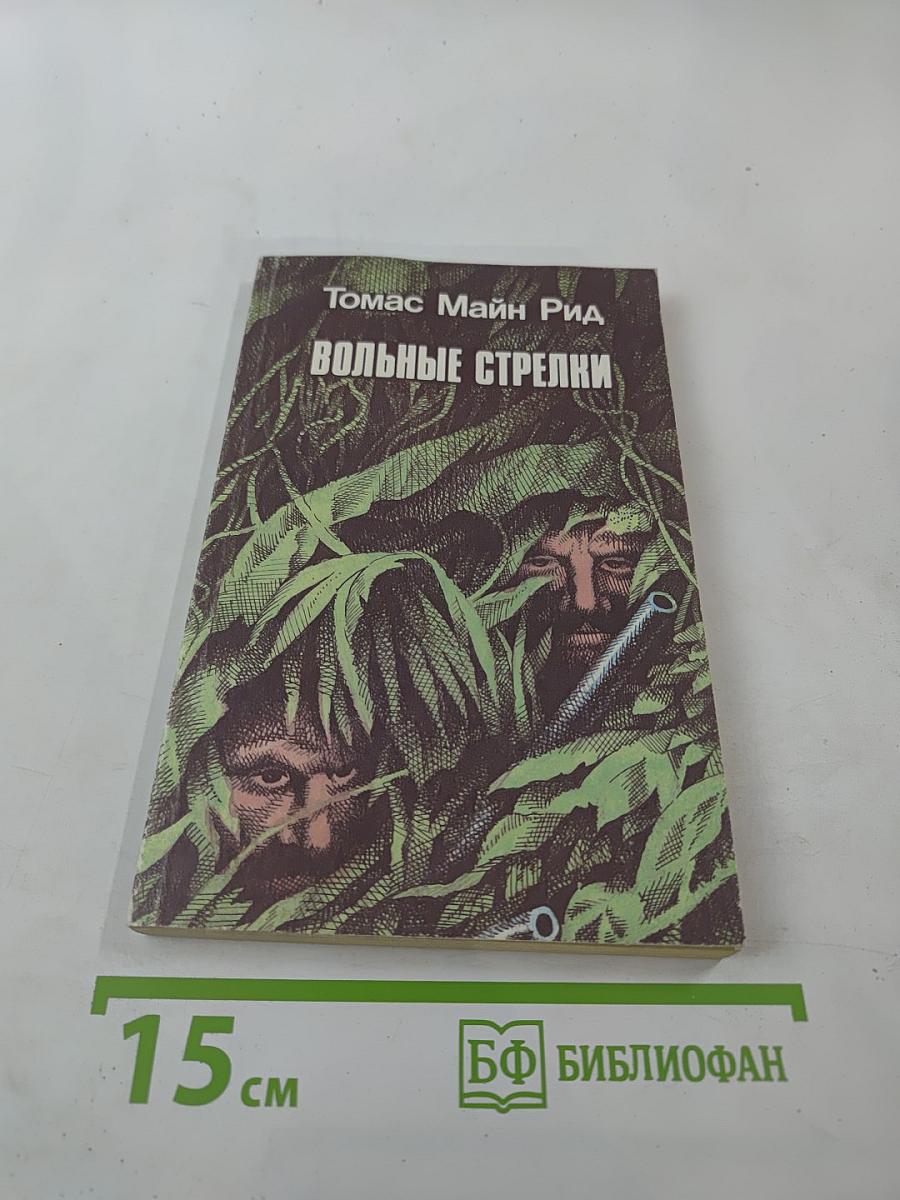 Томас Майн Рид
ВОЛЬНЫЕ СТРЕЛКИ
15 см
БФ БИБЛИОФАН